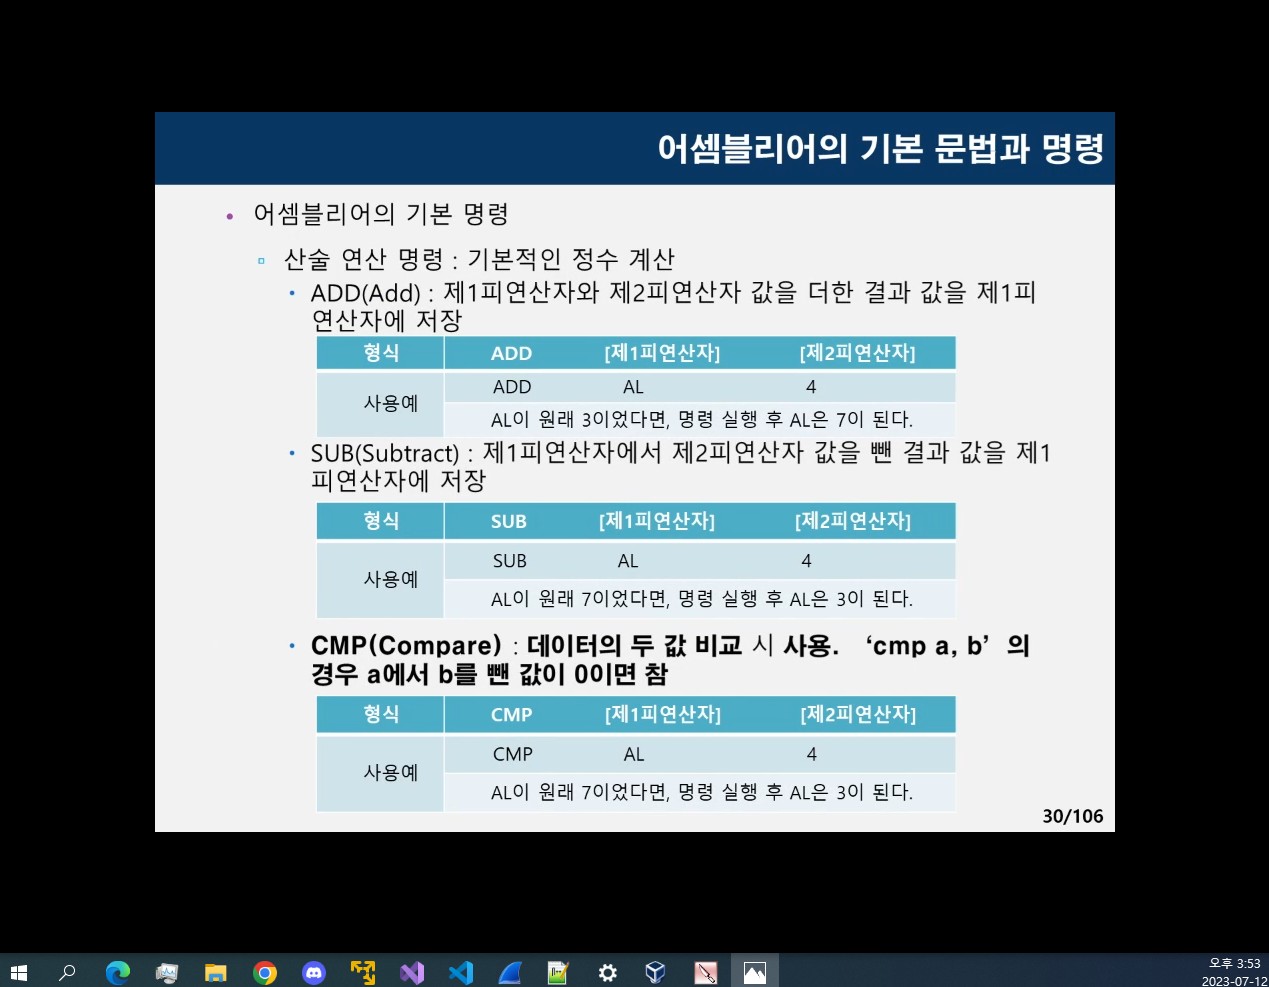 어셈블리어의 기본 문법과 명령
어셈블리어의 기본 명령
산술 연산 명령 : 기본적인 정수 계산
ADD(Add) : 제1피연산자와 제2피연산자 값을 더한 결과 값을 제1피
연산자에 저장
형식 ADD [제1피연산자] [제2피연산자]
사용예 ADD AL 4
AL이 원래 3이었다면, 명령 실행 후 AL은 7이 된다.
SUB(Subtract) : 제1피연산자에서 제2피연산자 값을 뺀 결과 값을 제1
피연산자에 저장
형식 SUB [제1피연산자] [제2피연산자]
사용예 SUB AL 4
AL이 원래 7이었다면, 명령 실행 후 AL은 3이 된다.
CMP(Compare) : 데이터의 두 값 비교 시 사용. ‘cmp a, b’ 의
경우 a에서 b를 뺀 값이 0이면 참
형식 CMP [제1피연산자] [제2피연산자]
사용예 CMP AL 4
AL이 원래 7이었다면, 명령 실행 후 AL은 3이 된다.
30/106
오후 3:53
2023-07-12